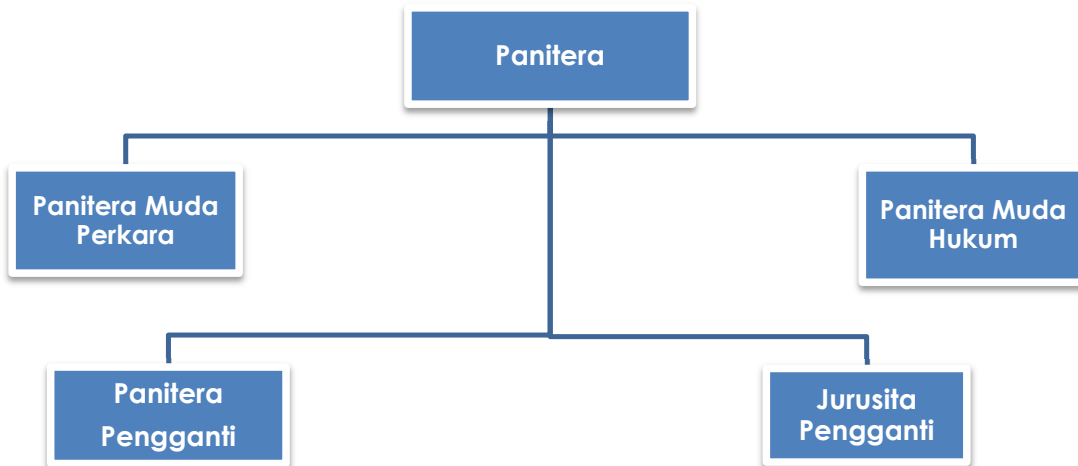 Panitera
Panitera Muda
Perkara
Panitera Muda
Hukum
Panitera
Pengganti
Jurusita
Pengganti